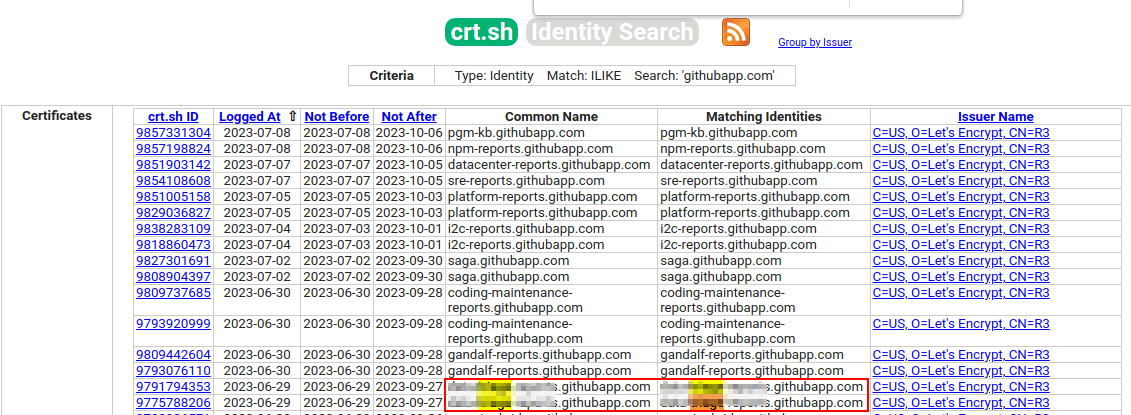 crt.sh Identity Search Group by Issuer
Criteria Type: Identity Match: ILIKE Search: 'githubapp.com'
Certificates crt.sh ID Logged At ⇧ Not Before Not After Common Name Matching Identities Issuer Name
9857331304 2023-07-08 2023-07-08 2023-10-06 pgm-kb.githubapp.com pgm-kb.githubapp.com C=US, O=Let's Encrypt, CN=R3
9857198824 2023-07-08 2023-07-08 2023-10-06 npm-reports.githubapp.com npm-reports.githubapp.com C=US, O=Let's Encrypt, CN=R3
9851903142 2023-07-07 2023-07-07 2023-10-05 datacenter-reports.githubapp.com datacenter-reports.githubapp.com C=US, O=Let's Encrypt, CN=R3
9854108608 2023-07-07 2023-07-07 2023-10-05 sre-reports.githubapp.com sre-reports.githubapp.com C=US, O=Let's Encrypt, CN=R3
9851005158 2023-07-05 2023-07-05 2023-10-03 platform-reports.githubapp.com platform-reports.githubapp.com C=US, O=Let's Encrypt, CN=R3
9829036827 2023-07-05 2023-07-05 2023-10-03 platform-reports.githubapp.com platform-reports.githubapp.com C=US, O=Let's Encrypt, CN=R3
9838283109 2023-07-04 2023-07-03 2023-10-01 i2c-reports.githubapp.com i2c-reports.githubapp.com C=US, O=Let's Encrypt, CN=R3
9818860473 2023-07-04 2023-07-03 2023-10-01 i2c-reports.githubapp.com i2c-reports.githubapp.com C=US, O=Let's Encrypt, CN=R3
9827301691 2023-07-02 2023-07-02 2023-09-30 saga.githubapp.com saga.githubapp.com C=US, O=Let's Encrypt, CN=R3
9808904397 2023-07-02 2023-07-02 2023-09-30 saga.githubapp.com saga.githubapp.com C=US, O=Let's Encrypt, CN=R3
9809737685 2023-06-30 2023-06-30 2023-09-28 coding-maintenance- coding-maintenance- C=US, O=Let's Encrypt, CN=R3
reports.githubapp.com reports.githubapp.com
9793920999 2023-06-30 2023-06-30 2023-09-28 coding-maintenance- coding-maintenance- C=US, O=Let's Encrypt, CN=R3
reports.githubapp.com reports.githubapp.com
9809442604 2023-06-30 2023-06-30 2023-09-28 gandalf-reports.githubapp.com gandalf-reports.githubapp.com C=US, O=Let's Encrypt, CN=R3
9793076110 2023-06-30 2023-06-30 2023-09-28 gandalf-reports.githubapp.com gandalf-reports.githubapp.com C=US, O=Let's Encrypt, CN=R3
9791794353 2023-06-29 2023-06-29 2023-09-27 s.githubapp.com s.githubapp.com C=US, O=Let's Encrypt, CN=R3
9775788206 2023-06-29 2023-06-29 2023-09-27 s.githubapp.com s.githubapp.com C=US, O=Let's Encrypt, CN=R3